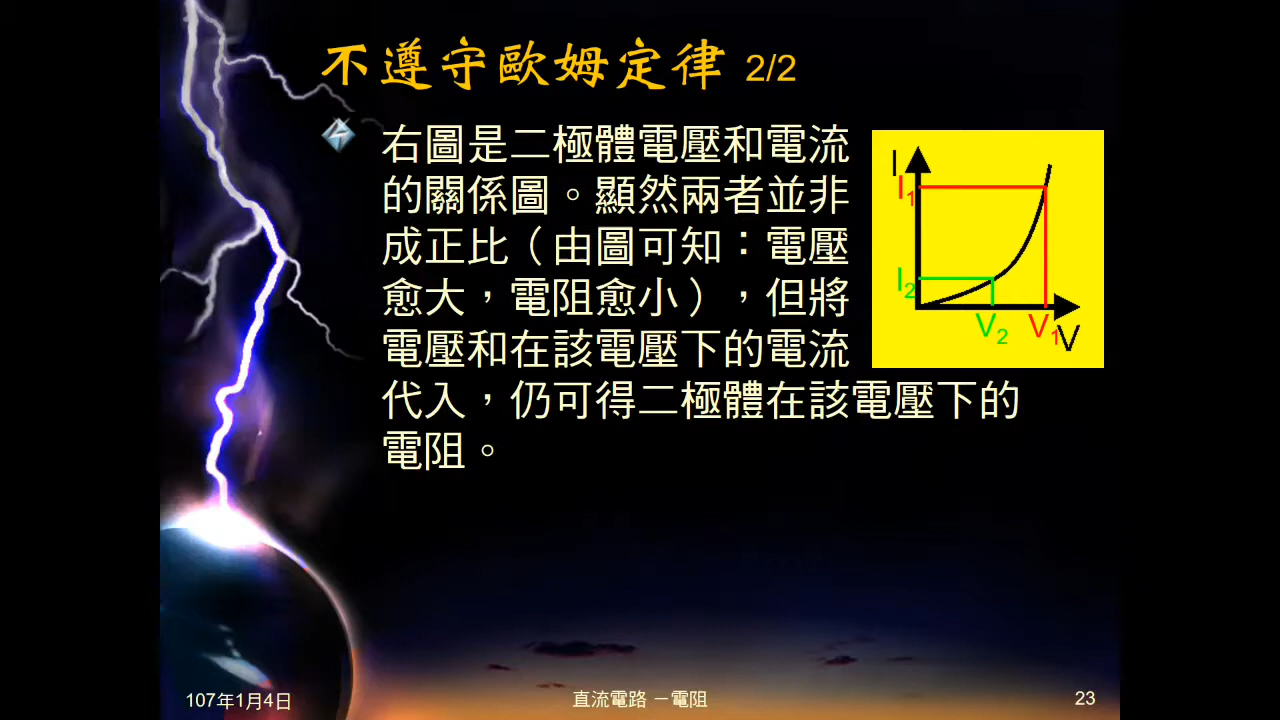 不遵守歐姆定律 2/2
右圖是二極體電壓和電流
的關係圖。顯然兩者並非
成正比（由圖可知：電壓
愈大，電阻愈小），但將
電壓和在該電壓下的電流
代入，仍可得二極體在該電壓下的
電阻。
I
I1
I2
V2
V1
V
107年1月4日
直流電路 －電阻
23